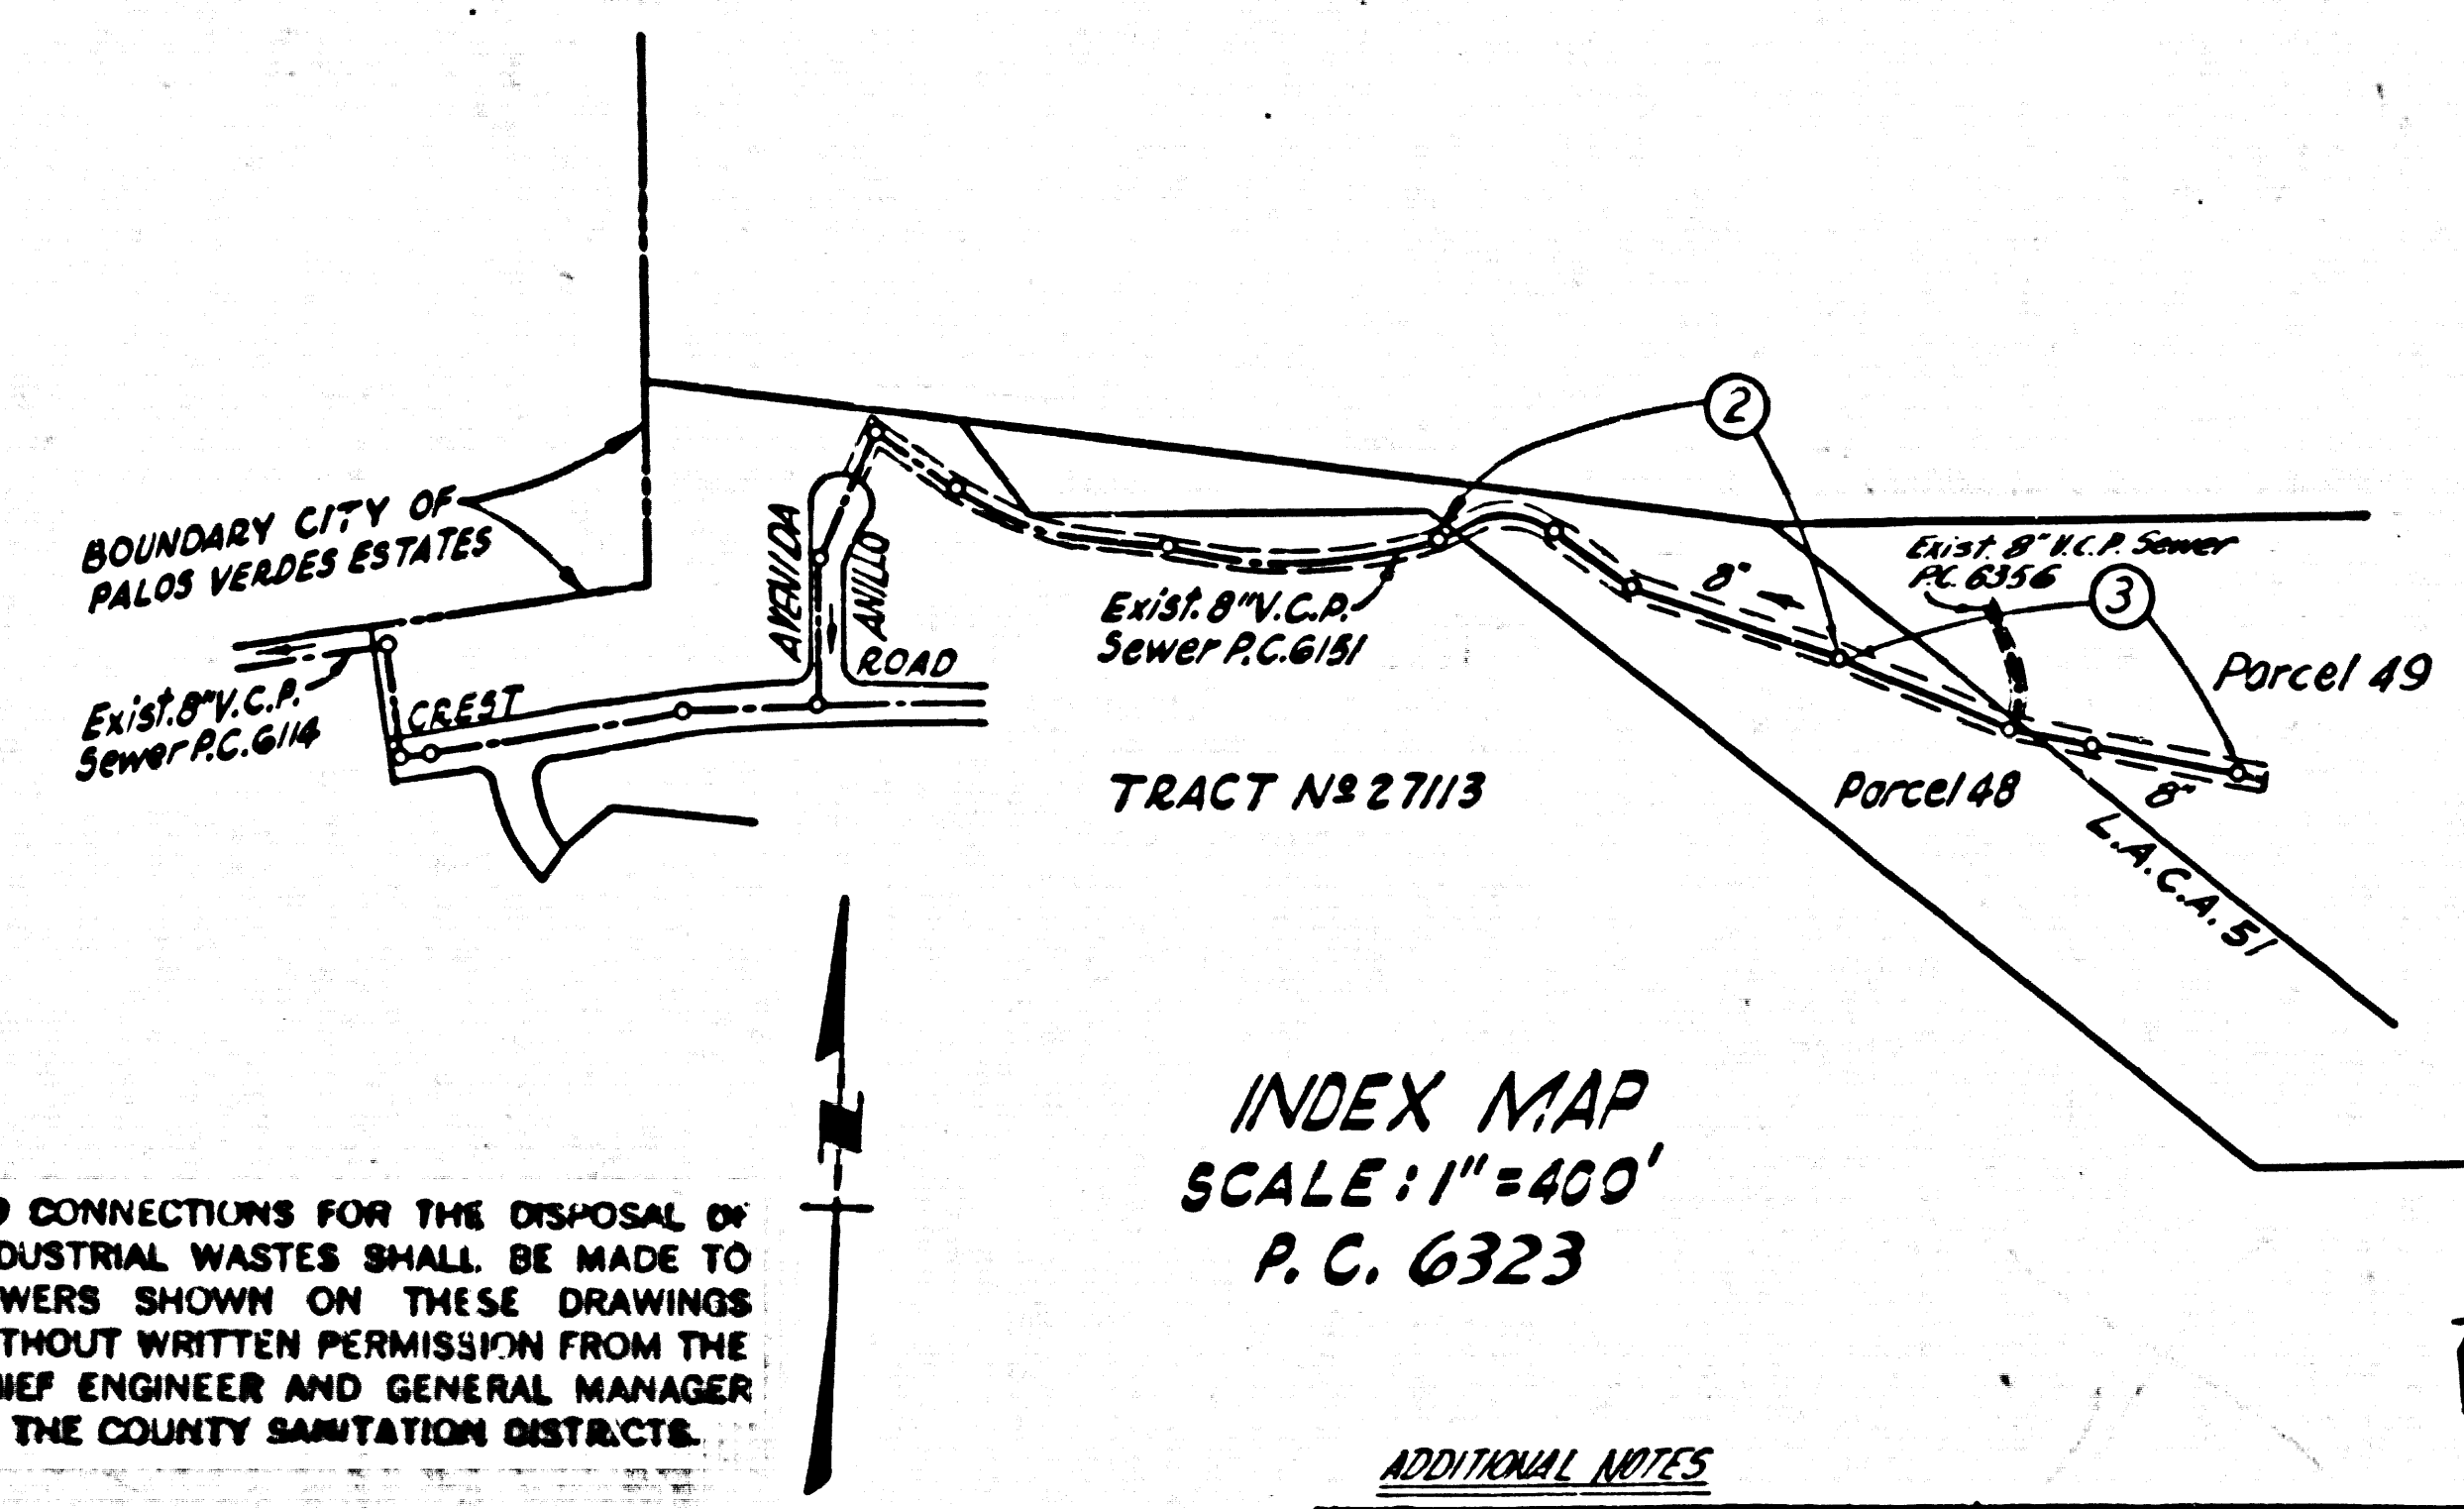 2
BOUNDARY CITY OF
PALOS VERDES ESTATES
AVENIDA
ANILLO
ROAD
CREST
Exist. 8" V.C.P.
Sewer P.C. 6114
Exist. 8" V.C.P.
Sewer P.C. 6151
8"
Exist. 8" V.C.P. Sewer
P.C. 6356
3
Parcel 49
TRACT Nº 27113
Parcel 48
8"
L.A.C.A. 51
N
INDEX MAP
SCALE: 1" = 400'
P. C. 6323
CONNECTIONS FOR THE DISPOSAL OF
DUSTRIAL WASTES SHALL BE MADE TO
WERS SHOWN ON THESE DRAWINGS
THOUT WRITTEN PERMISSION FROM THE
IEF ENGINEER AND GENERAL MANAGER
THE COUNTY SANITATION DISTRICTS.
ADDITIONAL NOTES